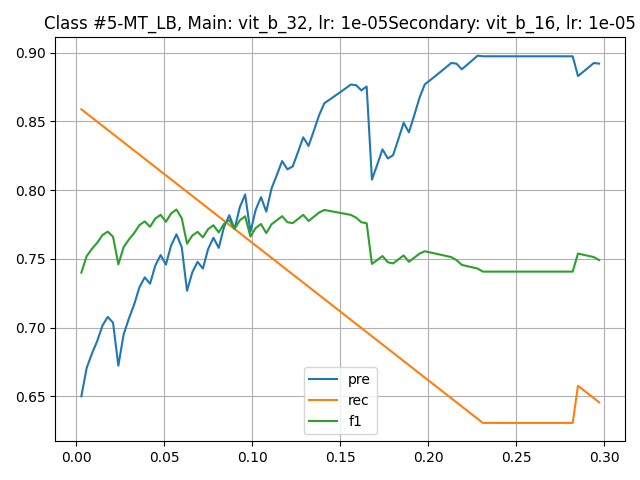 Class #5-MT_LB, Main: vit_b_32, lr: 1e-05Secondary: vit_b_16, lr: 1e-05
0.90
0.85
0.80
0.75
0.70
0.65
pre
rec
f1
0.00 0.05 0.10 0.15 0.20 0.25 0.30